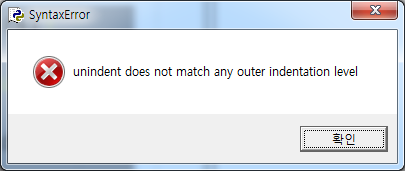 SyntaxError
unindent does not match any outer indentation level
확인